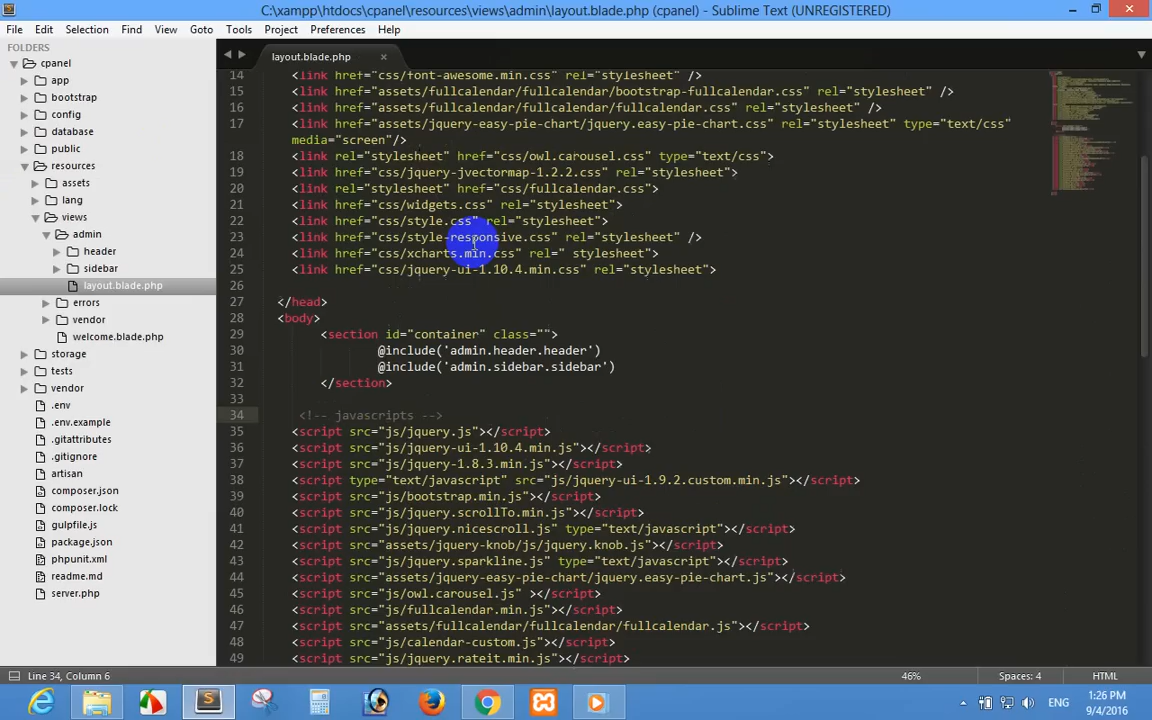 C:\xampp\htdocs\cpanel\resources\views\admin\layout.blade.php (cpanel) - Sublime Text (UNREGISTERED)
File Edit Selection Find View Goto Tools Project Preferences Help
FOLDERS
cpanel
app
bootstrap
config
database
public
resources
assets
lang
views
admin
header
sidebar
layout.blade.php
errors
vendor
welcome.blade.php
storage
tests
vendor
.env
.env.example
.gitattributes
.gitignore
artisan
composer.json
composer.lock
gulpfile.js
package.json
phpunit.xml
readme.md
server.php
layout.blade.php
14 <link href="css/font-awesome.min.css" rel="stylesheet" />
15 <link href="assets/fullcalendar/fullcalendar/bootstrap-fullcalendar.css" rel="stylesheet" />
16 <link href="assets/fullcalendar/fullcalendar/fullcalendar.css" rel="stylesheet" />
17 <link href="assets/jquery-easy-pie-chart/jquery.easy-pie-chart.css" rel="stylesheet" type="text/css"
media="screen"/>
18 <link rel="stylesheet" href="css/owl.carousel.css" type="text/css">
19 <link href="css/jquery-jvectormap-1.2.2.css" rel="stylesheet">
20 <link rel="stylesheet" href="css/fullcalendar.css">
21 <link href="css/widgets.css" rel="stylesheet">
22 <link href="css/style.css" rel="stylesheet">
23 <link href="css/style-responsive.css" rel="stylesheet" />
24 <link href="css/xcharts.min.css" rel=" stylesheet">
25 <link href="css/jquery-ui-1.10.4.min.css" rel="stylesheet">
26
27 </head>
28 <body>
29 <section id="container" class="">
30 @include('admin.header.header')
31 @include('admin.sidebar.sidebar')
32 </section>
33
34 <!-- javascripts -->
35 <script src="js/jquery.js"></script>
36 <script src="js/jquery-ui-1.10.4.min.js"></script>
37 <script src="js/jquery-1.8.3.min.js"></script>
38 <script type="text/javascript" src="js/jquery-ui-1.9.2.custom.min.js"></script>
39 <script src="js/bootstrap.min.js"></script>
40 <script src="js/jquery.scrollTo.min.js"></script>
41 <script src="js/jquery.nicescroll.js" type="text/javascript"></script>
42 <script src="assets/jquery-knob/js/jquery.knob.js"></script>
43 <script src="js/jquery.sparkline.js" type="text/javascript"></script>
44 <script src="assets/jquery-easy-pie-chart/jquery.easy-pie-chart.js"></script>
45 <script src="js/owl.carousel.js" ></script>
46 <script src="js/fullcalendar.min.js"></script>
47 <script src="assets/fullcalendar/fullcalendar/fullcalendar.js"></script>
48 <script src="js/calendar-custom.js"></script>
49 <script src="js/jquery.rateit.min.js"></script>
Line 34, Column 6 46% Spaces: 4 HTML
ENG
1:26 PM
9/4/2016